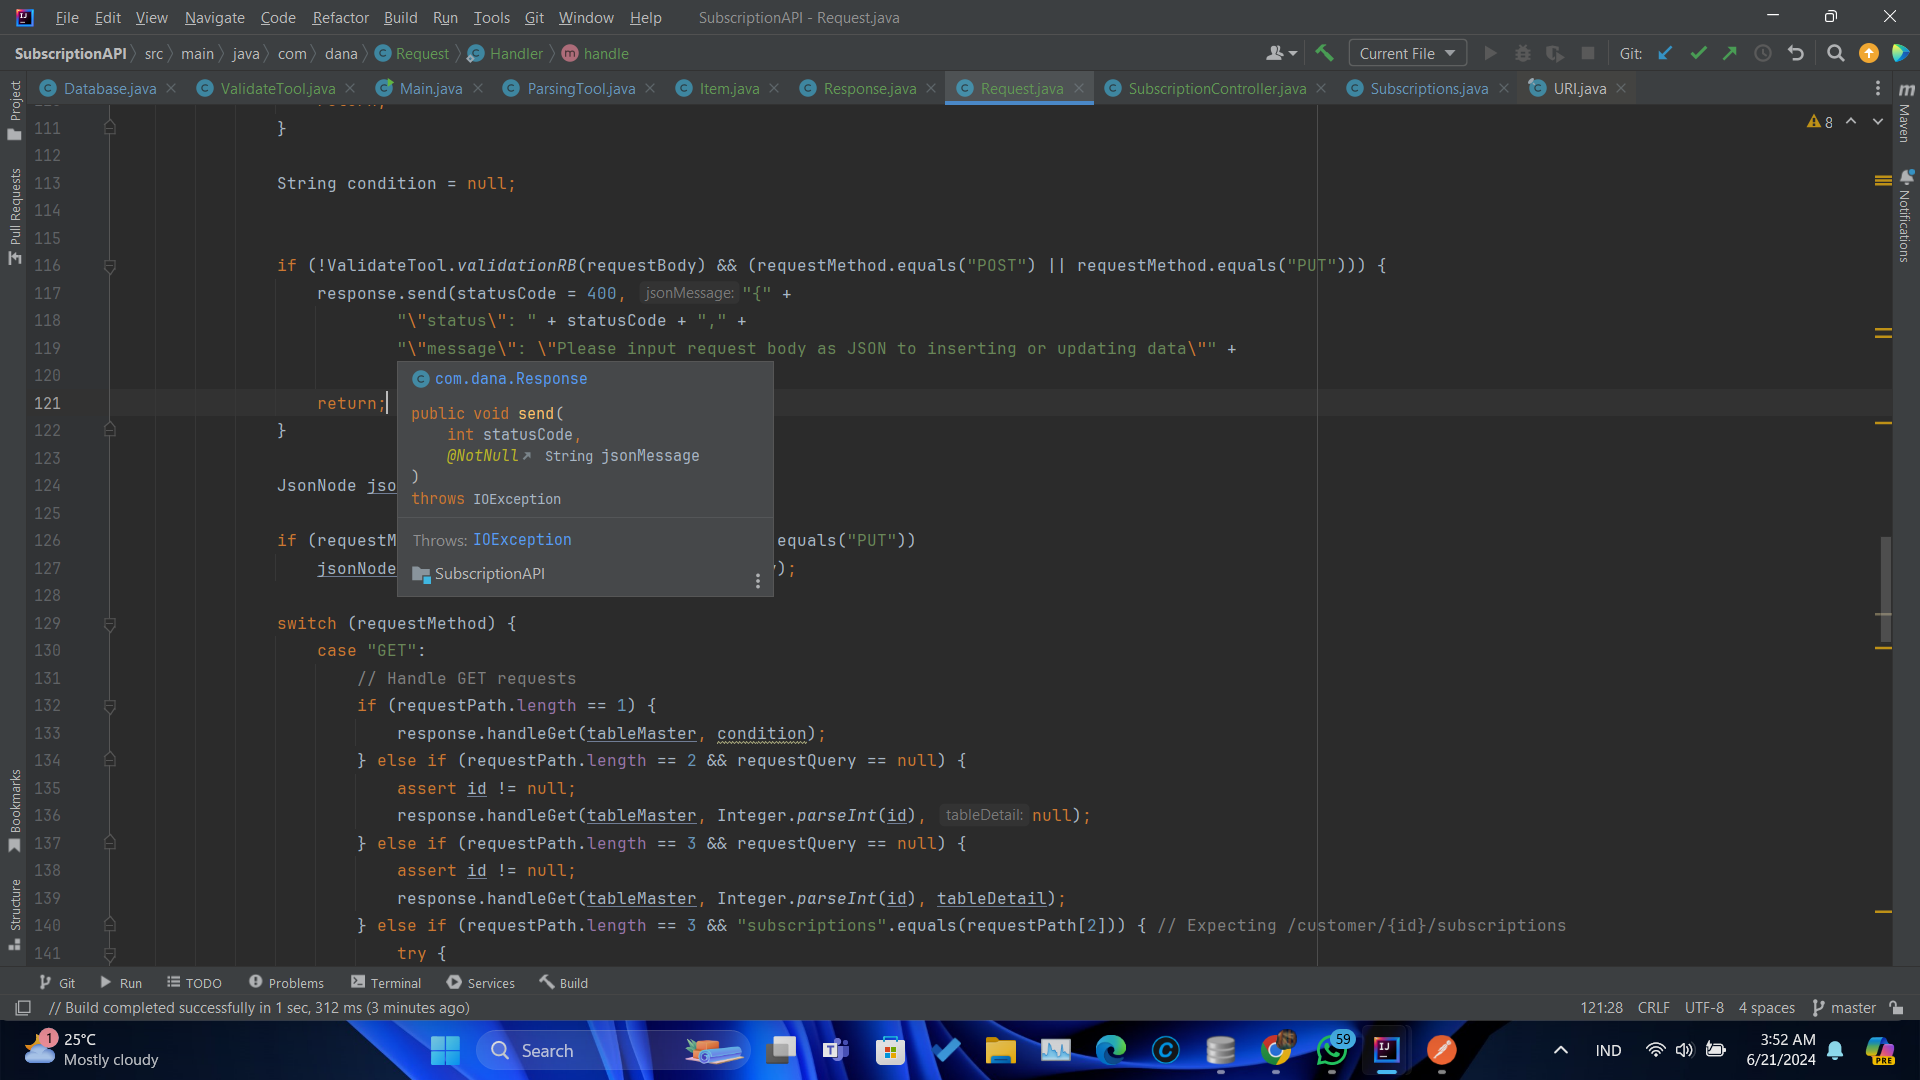 File Edit View Navigate Code Refactor Build Run Tools Git Window Help SubscriptionAPI - Request.java
SubscriptionAPI src main java com dana Request Handler handle Current File Git:
Database.java ValidateTool.java Main.java ParsingTool.java Item.java Response.java Request.java SubscriptionController.java Subscriptions.java URI.java
Project
Pull Requests
Bookmarks
Structure
Maven
Notifications
8
111 }
112
113 String condition = null;
114
115
116 if (!ValidateTool.validationRB(requestBody) && (requestMethod.equals("POST") || requestMethod.equals("PUT"))) {
117 response.send(statusCode = 400, jsonMessage: "{" +
118 "\"status\": " + statusCode + "," +
119 "\"message\": \"Please input request body as JSON to inserting or updating data\"" +
120
121 return;
122 }
123
124 JsonNode jso
125
126 if (requestM equals("PUT"))
127 jsonNode );
128
129 switch (requestMethod) {
130 case "GET":
131 // Handle GET requests
132 if (requestPath.length == 1) {
133 response.handleGet(tableMaster, condition);
134 } else if (requestPath.length == 2 && requestQuery == null) {
135 assert id != null;
136 response.handleGet(tableMaster, Integer.parseInt(id), tableDetail: null);
137 } else if (requestPath.length == 3 && requestQuery == null) {
138 assert id != null;
139 response.handleGet(tableMaster, Integer.parseInt(id), tableDetail);
140 } else if (requestPath.length == 3 && "subscriptions".equals(requestPath[2])) { // Expecting /customer/{id}/subscriptions
141 try {
com.dana.Response
public void send(
int statusCode,
@NotNull String jsonMessage
)
throws IOException
Throws: IOException
SubscriptionAPI
Git Run TODO Problems Terminal Services Build
// Build completed successfully in 1 sec, 312 ms (3 minutes ago) 121:28 CRLF UTF-8 4 spaces master
1 25°C
Mostly cloudy
Search
59
IND
3:52 AM
6/21/2024
PRE